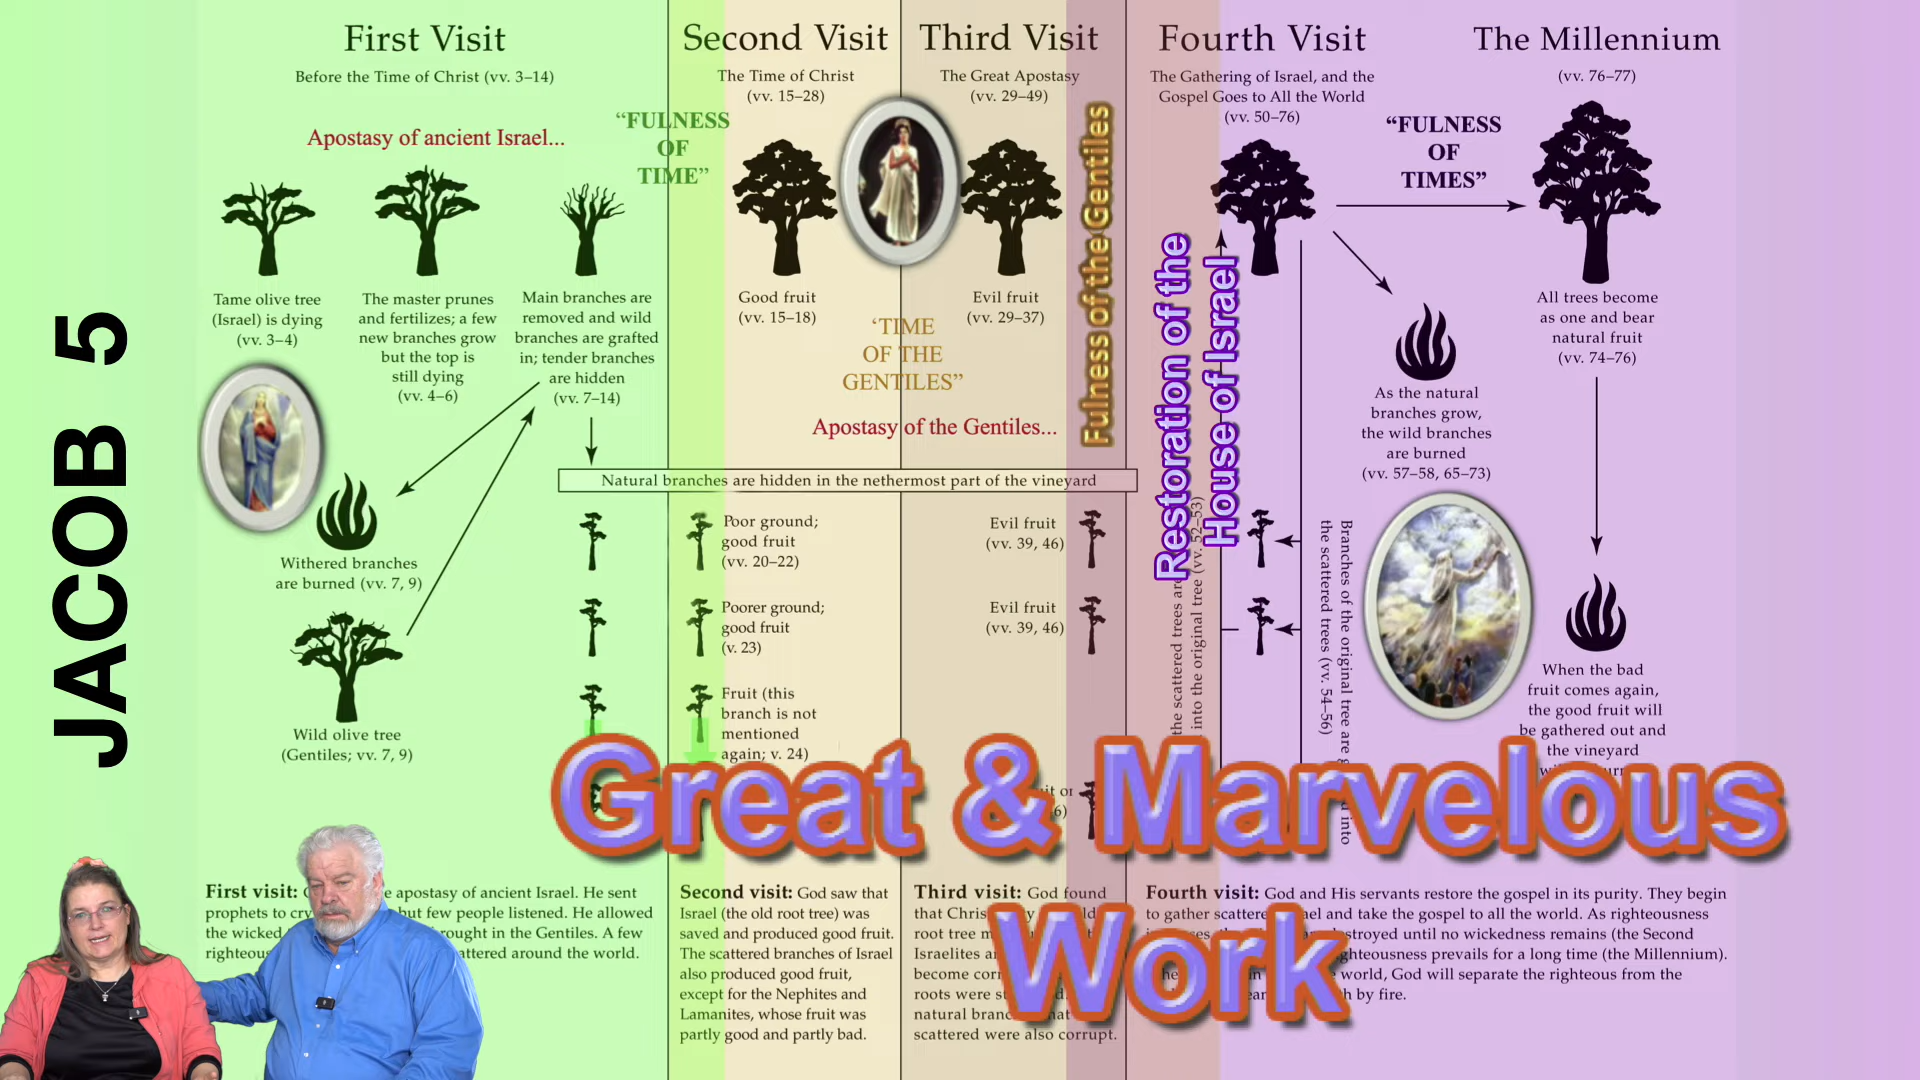 JACOB 5
First Visit
Before the Time of Christ (vv. 3–14)
Apostasy of ancient Israel...
Tame olive tree
(Israel) is dying
(vv. 3–4)
The master prunes
and fertilizes; a few
new branches grow
but the top is
still dying
(vv. 4–6)
Main branches are
removed and wild
branches are grafted
in; tender branches
are hidden
(vv. 7–14)
Withered branches
are burned (vv. 7, 9)
Wild olive tree
(Gentiles; vv. 7, 9)
“FULNESS
OF
TIME”
Second Visit
The Time of Christ
(vv. 15–28)
Good fruit
(vv. 15–18)
Third Visit
The Great Apostasy
(vv. 29–49)
Evil fruit
(vv. 29–37)
‘TIME
OF THE
GENTILES”
Apostasy of the Gentiles...
Fulness of the Gentiles
Natural branches are hidden in the nethermost part of the vineyard
Poor ground;
good fruit
(vv. 20–22)
Evil fruit
(vv. 39, 46)
Poorer ground;
good fruit
(v. 23)
Evil fruit
(vv. 39, 46)
Fruit (this
branch is not
mentioned
again; v. 24)
Fourth Visit
The Gathering of Israel, and the
Gospel Goes to All the World
(vv. 50–76)
Restoration of the
House of Israel
the scattered trees
into the original tree (vv. 52–53)
Branches of the original tree are into
the scattered trees (vv. 54–56)
“FULNESS
OF
TIMES”
As the natural
branches grow,
the wild branches
are burned
(vv. 57–58, 65–73)
The Millennium
(vv. 76–77)
All trees become
as one and bear
natural fruit
(vv. 74–76)
When the bad
fruit comes again,
the good fruit will
be gathered out and
the vineyard
Great & Marvelous
Work
First visit: apostasy of ancient Israel. He sent
prophets to but few people listened. He allowed
the wicked in the Gentiles. A few
around the world.
Second visit: God saw that
Israel (the old root tree) was
saved and produced good fruit.
The scattered branches of Israel
also produced good fruit,
except for the Nephites and
Lamanites, whose fruit was
partly good and partly bad.
Third visit: God found
that
root tree
Israelites
become
roots were
natural
scattered were also corrupt.
Fourth visit: God and His servants restore the gospel in its purity. They begin
to gather and take the gospel to all the world. As righteousness
until no wickedness remains (the Second
prevails for a long time (the Millennium).
world, God will separate the righteous from the
by fire.